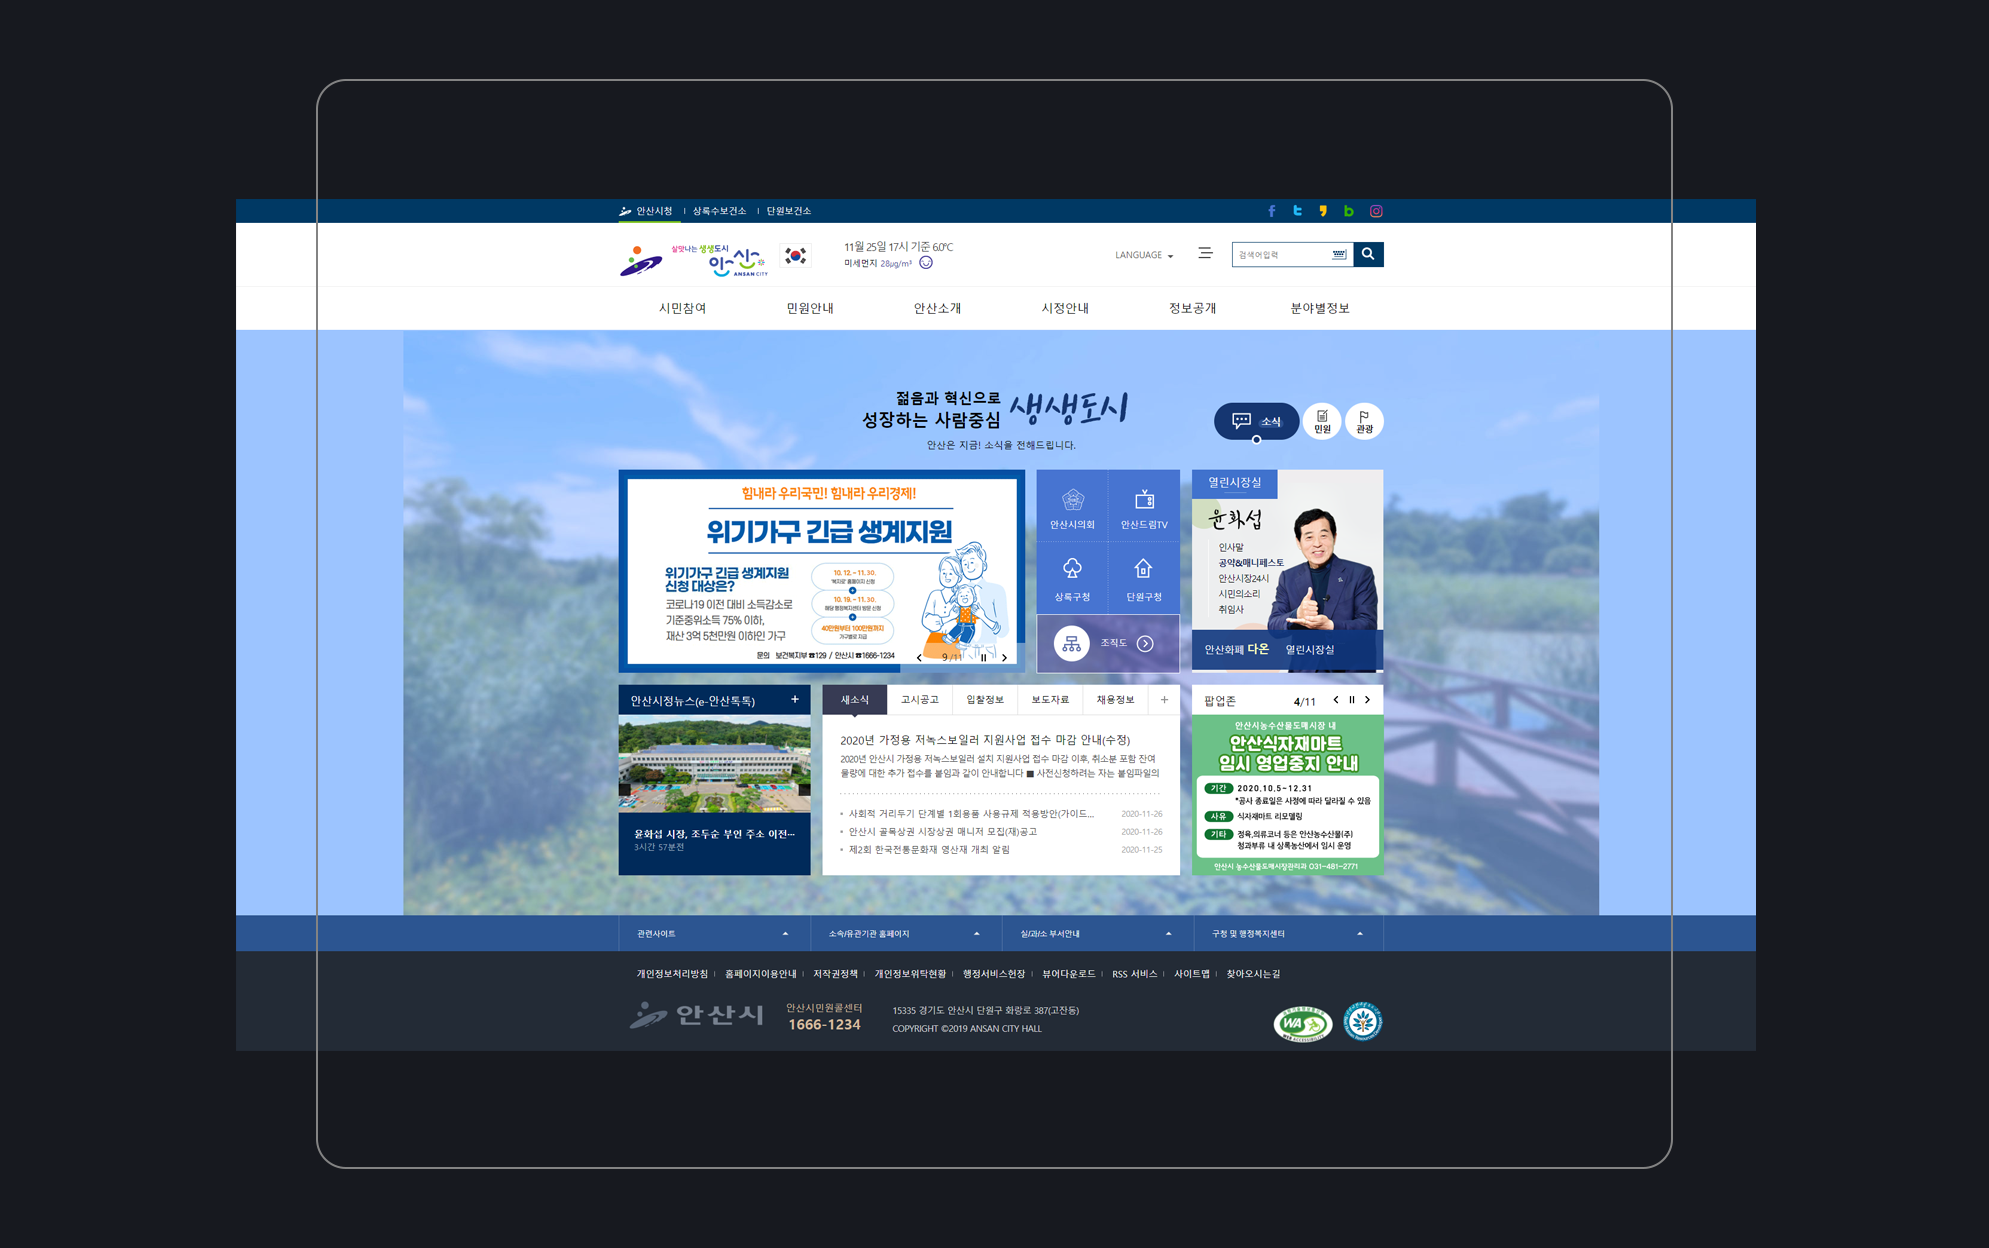 안산시청 상록수보건소 단원보건소
살맛나는 생생도시
안산
ANSAN CITY
11월 25일 17시 기준 6.0℃
미세먼지 28㎍/m³
LANGUAGE
검색어입력
시민참여 민원안내 안산소개 시정안내 정보공개 분야별정보
젊음과 혁신으로
성장하는 사람중심
생생도시
안산은 지금! 소식을 전해드립니다.
소식
민원
관광
힘내라 우리국민! 힘내라 우리경제!
위기가구 긴급 생계지원
위기가구 긴급 생계지원
신청 대상은?
코로나19 이전 대비 소득감소로
기준중위소득 75% 이하,
재산 3억 5천만원 이하인 가구
10. 12. ~ 11. 30.
'복지로' 홈페이지 신청
10. 19. ~ 11. 30.
해당 행정복지센터 방문 신청
40만원부터 100만원까지
가구별로 지급
문의 보건복지부 ☎129 / 안산시 ☎1666-1234
9 /11
안산시의회
안산드림TV
상록구청
단원구청
조직도
열린시장실
윤화섭
인사말
공약&매니페스토
안산시장24시
시민의소리
취임사
안산화폐 다온 열린시장실
안산시정뉴스(e-안산톡톡) +
윤화섭 시장, 조두순 부인 주소 이전…
3시간 57분전
새소식 고시공고 입찰정보 보도자료 채용정보 +
2020년 가정용 저녹스보일러 지원사업 접수 마감 안내(수정)
2020년 안산시 가정용 저녹스보일러 설치 지원사업 접수 마감 이후, 취소분 포함 잔여
물량에 대한 추가 접수를 붙임과 같이 안내합니다 ■ 사전신청하려는 자는 붙임파일의
사회적 거리두기 단계별 1회용품 사용규제 적용방안(가이드... 2020-11-26
안산시 골목상권 시장상권 매니저 모집(재)공고 2020-11-26
제2회 한국전통문화재 영산재 개최 알림 2020-11-25
팝업존 4/11
안산시농수산물도매시장 내
안산식자재마트
임시 영업중지 안내
기간 2020.10.5~12.31
*공사 종료일은 사정에 따라 달라질 수 있음
사유 식자재마트 리모델링
기타 정육,의류코너 등은 안산농수산물(주)
청과부류 내 상록농산에서 임시 운영
안산시 농수산물도매시장관리과 031-481-2771
관련사이트 소속/유관기관 홈페이지 실/과/소 부서안내 구청 및 행정복지센터
개인정보처리방침 홈페이지이용안내 저작권정책 개인정보위탁현황 행정서비스헌장 뷰어다운로드 RSS 서비스 사이트맵 찾아오시는길
안산시
안산시민원콜센터
1666-1234
15335 경기도 안산시 단원구 화랑로 387(고잔동)
COPYRIGHT ©2019 ANSAN CITY HALL
WA
WEB ACCESSIBILITY